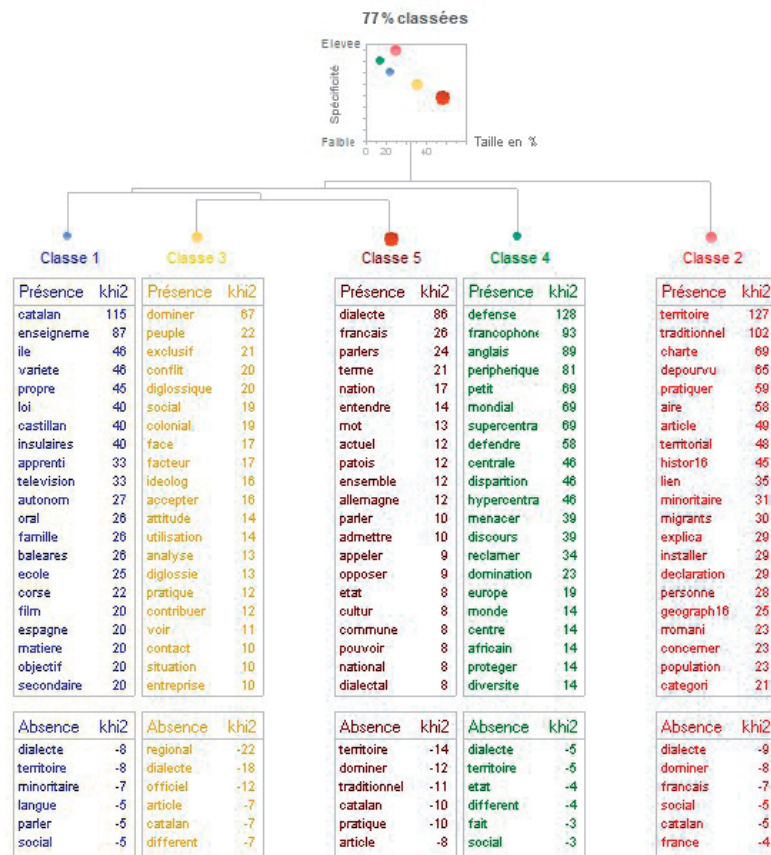 77 % classées
Elevée
Spécificité
Faible
0 20 40
Taille en %
Classe 1 Classe 3 Classe 5 Classe 4 Classe 2
Présence khi2 Présence khi2 Présence khi2 Présence khi2 Présence khi2
catalan 115 dominer 67 dialecte 86 defense 128 territoire 127
enseigneme 87 peuple 22 francais 26 francophone 93 traditionnel 102
ile 46 exclusif 21 parlers 24 anglais 89 charte 69
variete 46 conflit 20 terme 21 peripherique 81 depourvu 65
propre 45 diglossique 20 nation 17 petit 69 pratiquer 59
loi 40 social 19 entendre 14 mondial 69 aire 58
castillan 40 colonial 19 mot 13 supercentra 69 article 49
insulaires 40 face 17 actuel 12 defendre 58 territorial 48
apprenti 33 facteur 17 patois 12 centrale 46 histor16 45
television 33 ideolog 16 ensemble 12 disparition 46 lien 35
autonom 27 accepter 16 allemagne 12 hypercentra 46 minoritaire 31
oral 26 attitude 14 parler 10 menacer 39 migrants 30
famille 26 utilisation 14 admettre 10 discours 39 explica 29
baleares 26 analyse 13 appeler 9 reclamer 34 installer 29
ecole 25 diglossie 13 opposer 9 domination 23 declaration 29
corse 22 pratique 12 etat 8 europe 19 personne 28
film 20 contribuer 12 cultur 8 monde 14 geograph16 25
espagne 20 voir 11 commune 8 centre 14 romani 23
matiere 20 contact 10 pouvoir 8 africain 14 concerner 23
objectif 20 situation 10 national 8 proteger 14 population 23
secondaire 20 entreprise 10 dialectal 8 diversite 14 categori 21
Absence khi2 Absence khi2 Absence khi2 Absence khi2 Absence khi2
dialecte -8 regional -22 territoire -14 dialecte -5 dialecte -9
territoire -8 dialecte -18 dominer -12 territoire -5 dominer -8
minoritaire -7 officiel -12 traditionnel -11 etat -4 francais -7
langue -5 article -7 catalan -10 different -4 social -5
parler -5 catalan -7 pratique -10 fait -3 catalan -5
social -5 different -7 article -8 social -3 france -4